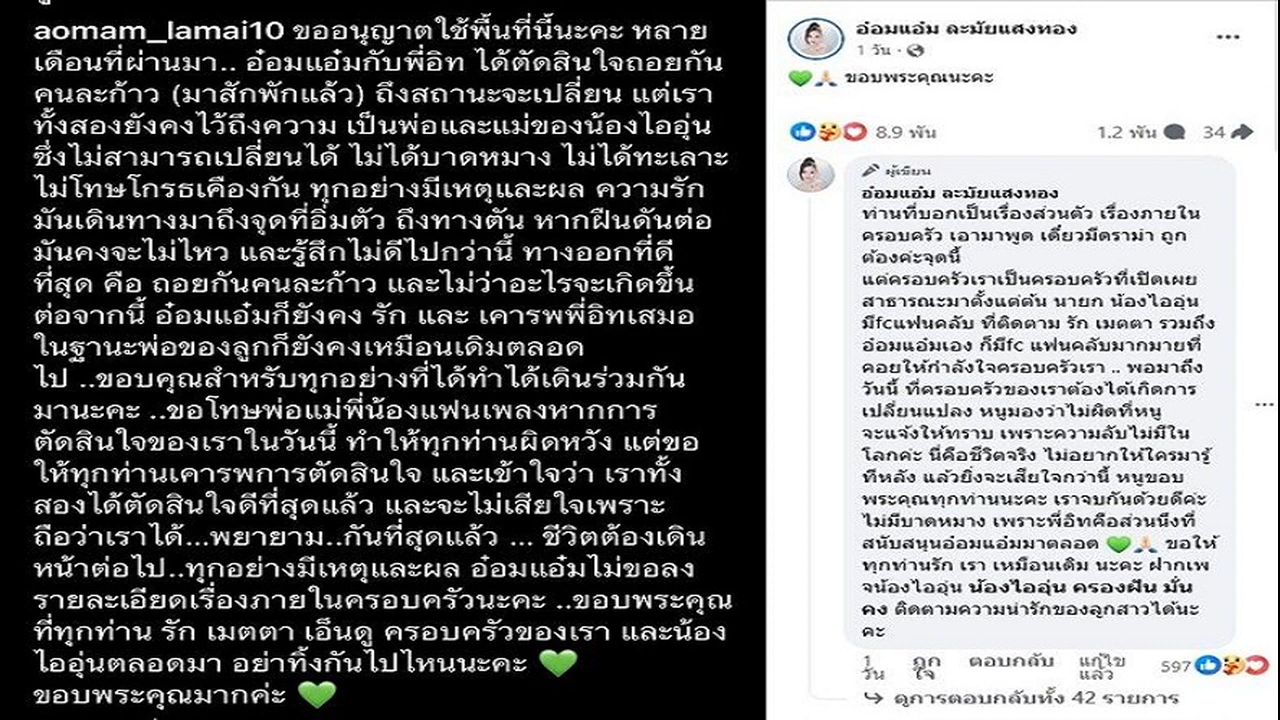 aomam_lamai10 ขออนุญาตใช้พื้นที่นี้นะคะ หลาย
เดือนที่ผ่านมา.. อ๋อมแอ๋มกับพี่อิท ได้ตัดสินใจถอยกัน
คนละก้าว (มาสักพักแล้ว) ถึงสถานะจะเปลี่ยน แต่เรา
ทั้งสองยังคงไว้ถึงความ เป็นพ่อและแม่ของน้องไออุ่น
ซึ่งไม่สามารถเปลี่ยนได้ ไม่ได้บาดหมาง ไม่ได้ทะเลาะ
ไม่โทษโกรธเคืองกัน ทุกอย่างมีเหตุและผล ความรัก
มันเดินทางมาถึงจุดที่อิ่มตัว ถึงทางตัน หากฝืนดันต่อ
มันคงจะไม่ไหว และรู้สึกไม่ดีไปกว่านี้ ทางออกที่ดี
ที่สุด คือ ถอยกันคนละก้าว และไม่ว่าอะไรจะเกิดขึ้น
ต่อจากนี้ อ๋อมแอ๋มก็ยังคง รัก และ เคารพพี่อิทเสมอ
ในฐานะพ่อของลูกก็ยังคงเหมือนเดิมตลอด
ไป ..ขอบคุณสำหรับทุกอย่างที่ได้ทำได้เดินร่วมกัน
มานะคะ ..ขอโทษพ่อแม่พี่น้องแฟนเพลงหากการ
ตัดสินใจของเราในวันนี้ ทำให้ทุกท่านผิดหวัง แต่ขอ
ให้ทุกท่านเคารพการตัดสินใจ และเข้าใจว่า เราทั้ง
สองได้ตัดสินใจดีที่สุดแล้ว และจะไม่เสียใจเพราะ
ถือว่าเราได้...พยายาม..กันที่สุดแล้ว ... ชีวิตต้องเดิน
หน้าต่อไป..ทุกอย่างมีเหตุและผล อ๋อมแอ๋มไม่ขอลง
รายละเอียดเรื่องภายในครอบครัวนะคะ ..ขอบพระคุณ
ที่ทุกท่าน รัก เมตตา เอ็นดู ครอบครัวของเรา และน้อง
ไออุ่นตลอดมา อย่าทิ้งกันไปไหนนะคะ 💚
ขอบพระคุณมากค่ะ 💚
อ๋อมแอ๋ม ละมัยแสงทอง
1 วัน ·
💚🙏🏻 ขอบพระคุณนะคะ
8.9 พัน 1.2 พัน 34
ผู้เขียน
อ๋อมแอ๋ม ละมัยแสงทอง
ท่านที่บอกเป็นเรื่องส่วนตัว เรื่องภายใน
ครอบครัว เอามาพูด เดี๋ยวมีดราม่า ถูก
ต้องค่ะจุดนี้
แต่ครอบครัวเราเป็นครอบครัวที่เปิดเผย
สาธารณะมาตั้งแต่ต้น นายก น้องไออุ่น
มีfcแฟนคลับ ที่ติดตาม รัก เมตตา รวมถึง
อ๋อมแอ๋มเอง ก็มีfc แฟนคลับมากมายที่
คอยให้กำลังใจครอบครัวเรา .. พอมาถึง
วันนี้ ที่ครอบครัวของเราต้องได้เกิดการ
เปลี่ยนแปลง หนูมองว่าไม่ผิดที่หนู
จะแจ้งให้ทราบ เพราะความลับไม่มีใน
โลกค่ะ นี่คือชีวิตจริง ไม่อยากให้ใครมารู้
ทีหลัง แล้วยิ่งจะเสียใจกว่านี้ หนูขอบ
พระคุณทุกท่านนะคะ เราจบกันด้วยดีค่ะ
ไม่มีบาดหมาง เพราะพี่อิทคือส่วนนึงที่
สนับสนุนอ๋อมแอ๋มมาตลอด 💚🙏🏻 ขอให้
ทุกท่านรัก เรา เหมือนเดิม นะคะ ฝากเพ
จน้องไออุ่น น้องไออุ่น ครองฝัน มั่น
คง ติดตามความน่ารักของลูกสาวได้นะ
คะ
1 วัน ถูกใจ ตอบกลับ แก้ไขแล้ว 597
ดูการตอบกลับทั้ง 42 รายการ